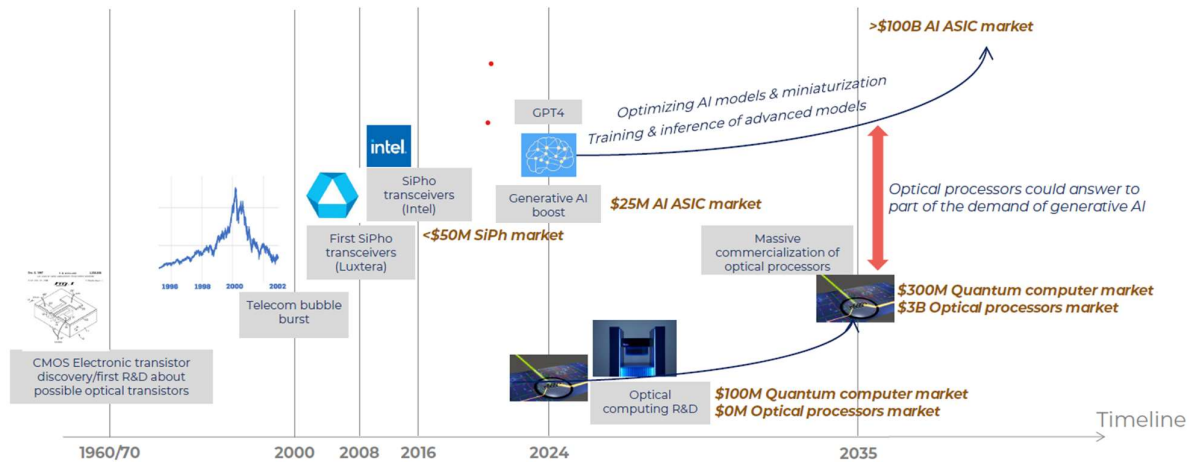 >$100B AI ASIC market
Optimizing AI models & miniaturization
Training & inference of advanced models
GPT4
intel
SiPho
transceivers
(Intel)
Generative AI
boost
$25M AI ASIC market
Optical processors could answer to
part of the demand of generative AI
<$50M SiPh market
First SiPho
transceivers
(Luxtera)
Massive
commercialization of
optical processors
1996
1998
2000
2002
Telecom bubble
burst
$300M Quantum computer market
$3B Optical processors market
CMOS Electronic transistor
discovery/first R&D about
possible optical transistors
Optical
computing R&D
$100M Quantum computer market
$0M Optical processors market
Timeline
1960/70
2000
2008
2016
2024
2035